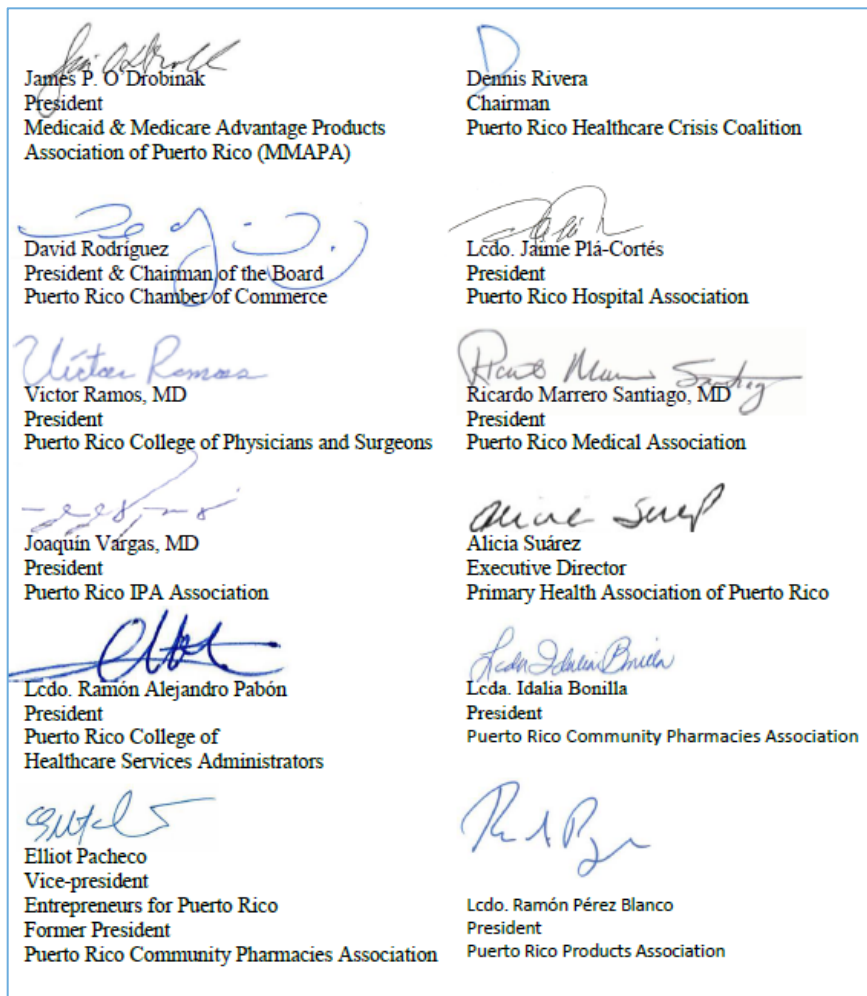 James P. O'Drobinak
President
Medicaid & Medicare Advantage Products
Association of Puerto Rico (MMAPA)
Dennis Rivera
Chairman
Puerto Rico Healthcare Crisis Coalition
David Rodríguez
President & Chairman of the Board
Puerto Rico Chamber of Commerce
Lcdo. Jaime Plá-Cortés
President
Puerto Rico Hospital Association
Victor Ramos
Victor Ramos, MD
President
Puerto Rico College of Physicians and Surgeons
Ricardo Marrero Santiago, MD
President
Puerto Rico Medical Association
Joaquín Vargas, MD
President
Puerto Rico IPA Association
Alicia Suárez
Executive Director
Primary Health Association of Puerto Rico
Lcdo. Ramón Alejandro Pabón
President
Puerto Rico College of
Healthcare Services Administrators
Lcda Idalia Bonilla
Lcda. Idalia Bonilla
President
Puerto Rico Community Pharmacies Association
Elliot Pacheco
Vice-president
Entrepreneurs for Puerto Rico
Former President
Puerto Rico Community Pharmacies Association
Lcdo. Ramón Pérez Blanco
President
Puerto Rico Products Association